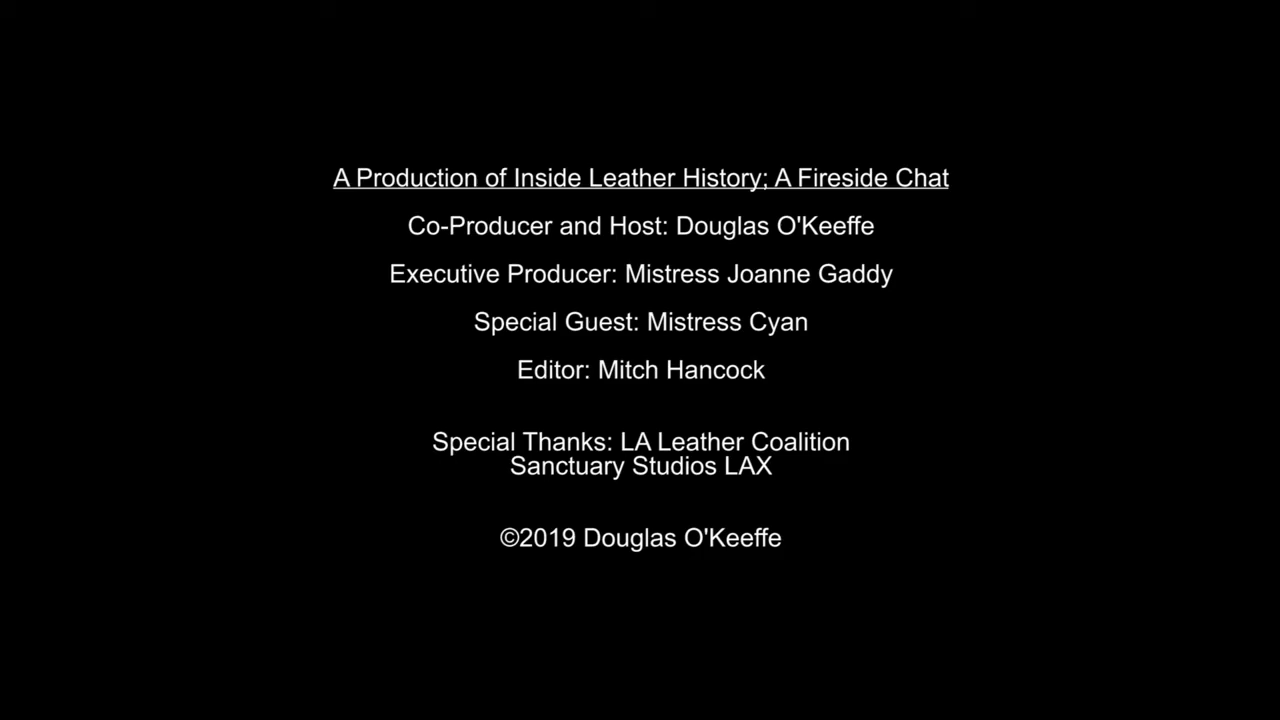 A Production of Inside Leather History; A Fireside Chat
Co-Producer and Host: Douglas O'Keeffe
Executive Producer: Mistress Joanne Gaddy
Special Guest: Mistress Cyan
Editor: Mitch Hancock
Special Thanks: LA Leather Coalition
Sanctuary Studios LAX
©2019 Douglas O'Keeffe